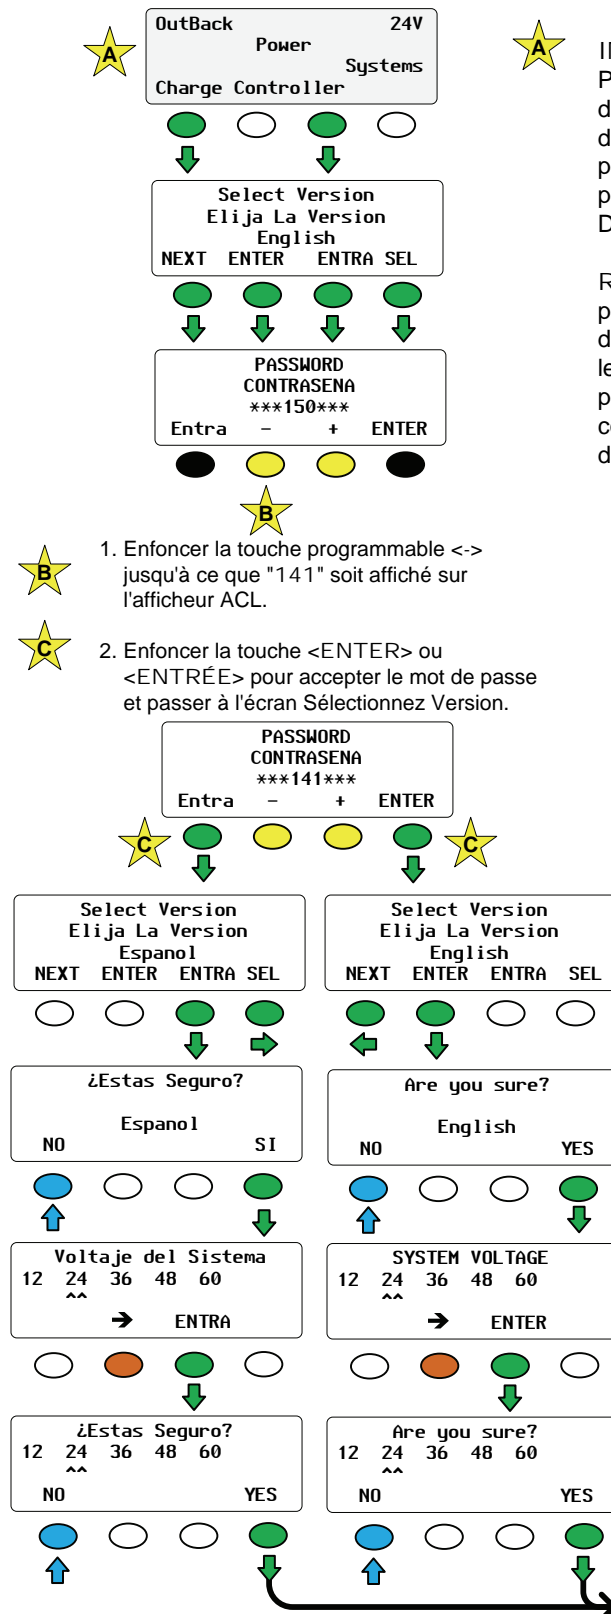 OutBack 24V
Power
Systems
Charge Controller
A
A
Select Version
Elija La Version
English
NEXT ENTER ENTRA SEL
PASSWORD
CONTRASENA
***150***
Entra - + ENTER
B
B
1. Enfoncer la touche programmable <->
jusqu'à ce que "141" soit affiché sur
l'afficheur ACL.
C
2. Enfoncer la touche <ENTER> ou
<ENTRÉE> pour accepter le mot de passe
et passer à l'écran Sélectionnez Version.
PASSWORD
CONTRASENA
***141***
Entra - + ENTER
C
C
Select Version
Elija La Version
Espanol
NEXT ENTER ENTRA SEL
Select Version
Elija La Version
English
NEXT ENTER ENTRA SEL
¿Estas Seguro?
Espanol
NO SI
Are you sure?
English
NO YES
Voltaje del Sistema
12 24 36 48 60
^^
→ ENTRA
SYSTEM VOLTAGE
12 24 36 48 60
^^
→ ENTER
¿Estas Seguro?
12 24 36 48 60
^^
NO YES
Are you sure?
12 24 36 48 60
^^
NO YES